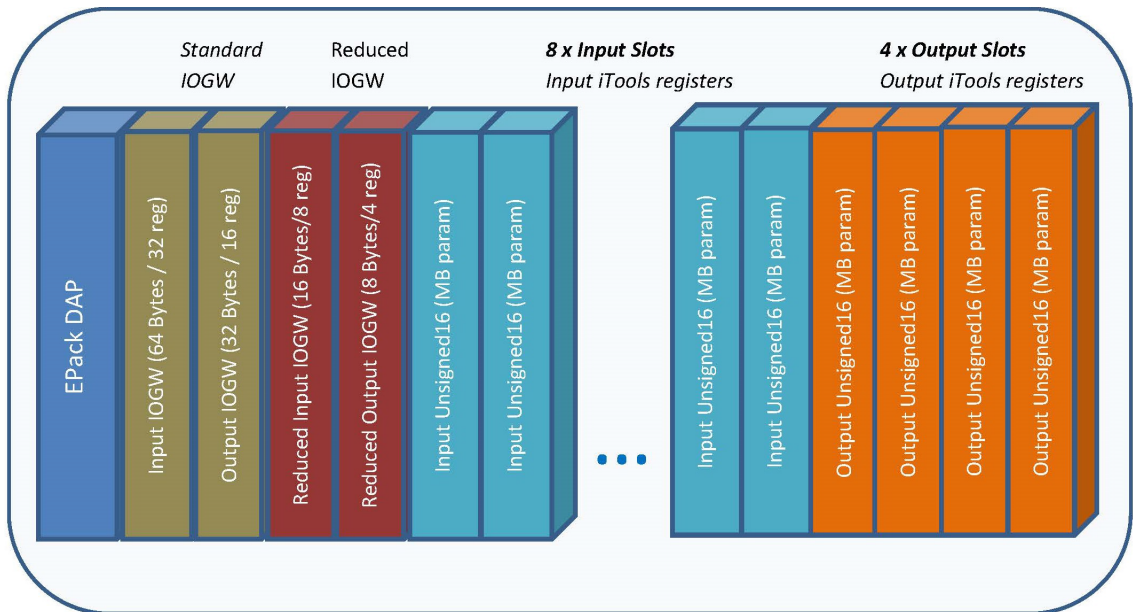 Standard
IOGW
Reduced
IOGW
8 x Input Slots
Input iTools registers
4 x Output Slots
Output iTools registers
EPack DAP
Input IOGW (64 Bytes / 32 reg)
Output IOGW (32 Bytes / 16 reg)
Reduced Input IOGW (16 Bytes/8 reg)
Reduced Output IOGW (8 Bytes/4 reg)
Input Unsigned16 (MB param)
Input Unsigned16 (MB param)
...
Input Unsigned16 (MB param)
Input Unsigned16 (MB param)
Output Unsigned16 (MB param)
Output Unsigned16 (MB param)
Output Unsigned16 (MB param)
Output Unsigned16 (MB param)